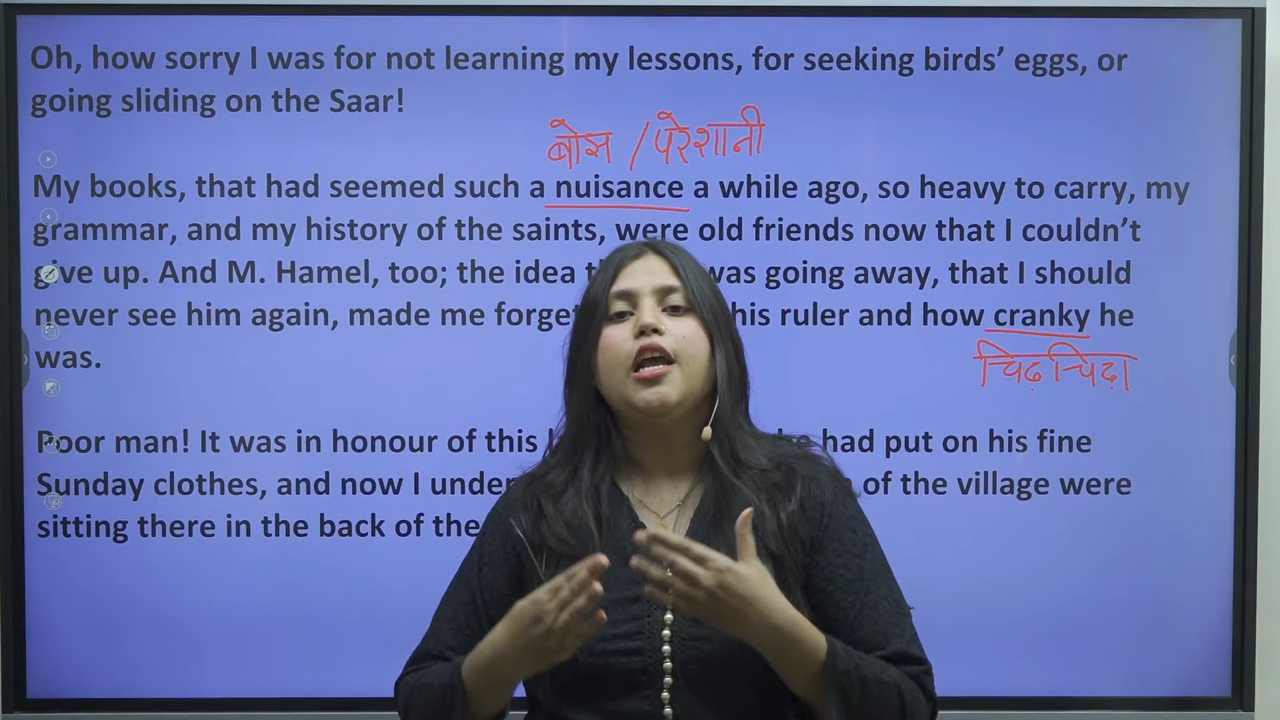 Oh, how sorry I was for not learning my lessons, for seeking birds’ eggs, or
going sliding on the Saar!
बोझ / परेशानी
My books, that had seemed such a nuisance a while ago, so heavy to carry, my
grammar, and my history of the saints, were old friends now that I couldn’t
give up. And M. Hamel, too; the idea was going away, that I should
never see him again, made me his ruler and how cranky he
was.
चिढ़चिढ़ा
Poor man! It was in honour of this he had put on his fine
Sunday clothes, and now I of the village were
sitting there in the back of the